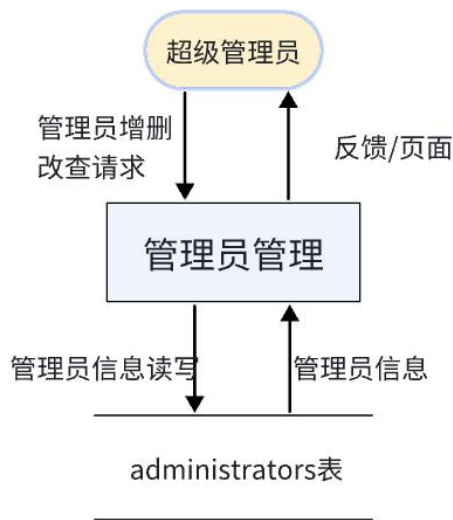 超级管理员
管理员增删
改查请求
反馈/页面
管理员管理
管理员信息读写
管理员信息
administrators表